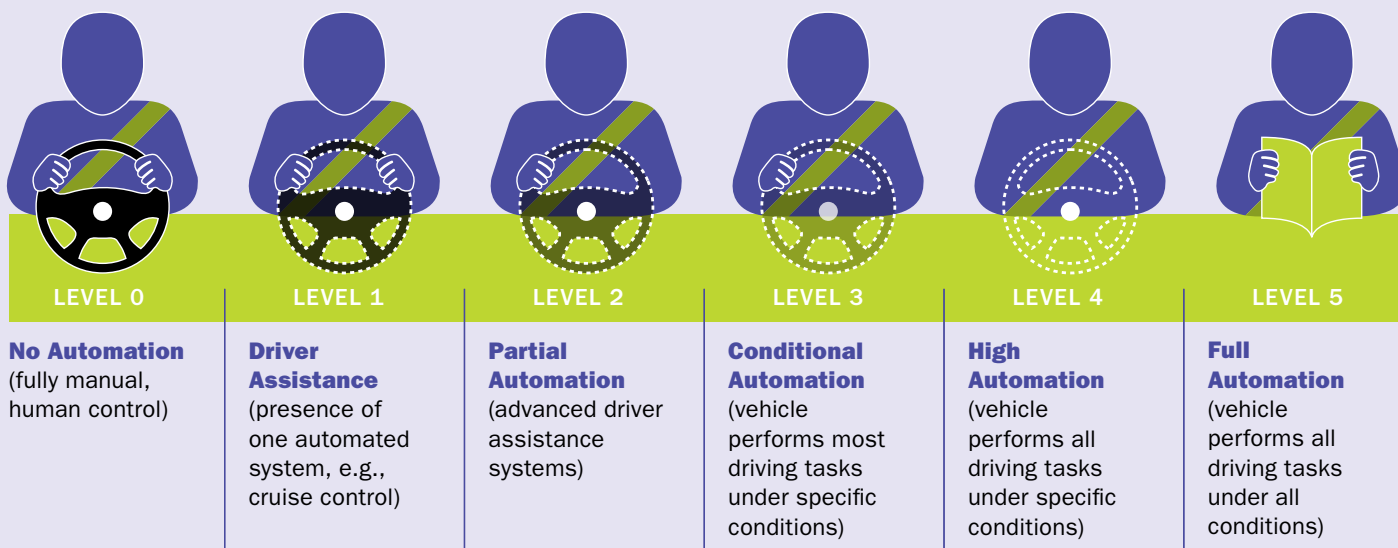 LEVEL 0
No Automation
(fully manual,
human control)
LEVEL 1
Driver
Assistance
(presence of
one automated
system, e.g.,
cruise control)
LEVEL 2
Partial
Automation
(advanced driver
assistance
systems)
LEVEL 3
Conditional
Automation
(vehicle
performs most
driving tasks
under specific
conditions)
LEVEL 4
High
Automation
(vehicle
performs all
driving tasks
under specific
conditions)
LEVEL 5
Full
Automation
(vehicle
performs all
driving tasks
under all
conditions)